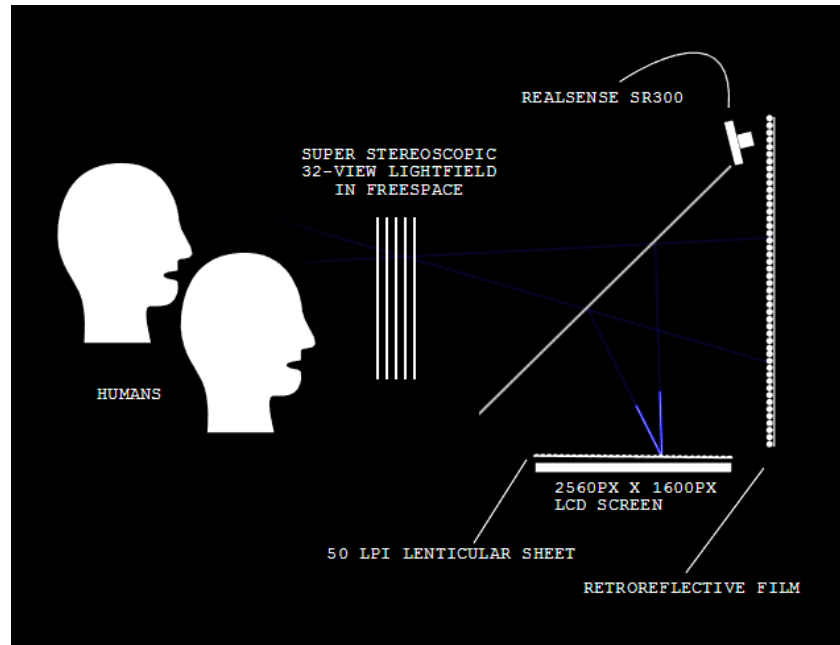 REALSENSE SR300
SUPER STEREOSCOPIC
32-VIEW LIGHTFIELD
IN FREESPACE
HUMANS
2560PX X 1600PX
LCD SCREEN
50 LPI LENTICULAR SHEET
RETROREFLECTIVE FILM